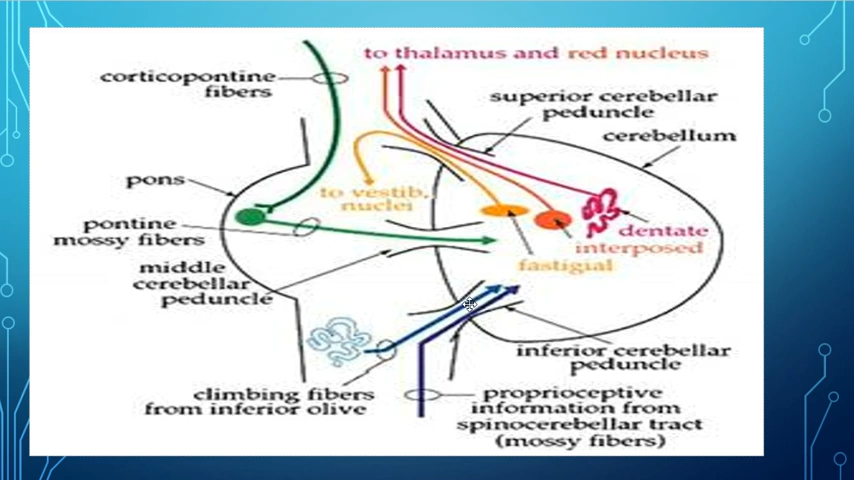 to thalamus and red nucleus
corticopontine
fibers
superior cerebellar
peduncle
cerebellum
pons
to vestib.
nuclei
pontine
mossy fibers
dentate
interposed
fastigial
middle
cerebellar
peduncle
inferior cerebellar
peduncle
climbing fibers
from inferior olive
proprioceptive
information from
spinocerebellar tract
(mossy fibers)